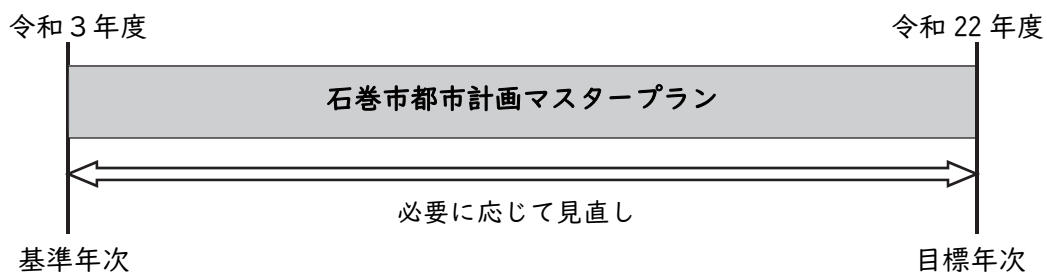 令和３年度
令和 22 年度
石巻市都市計画マスタープラン
必要に応じて見直し
基準年次
目標年次